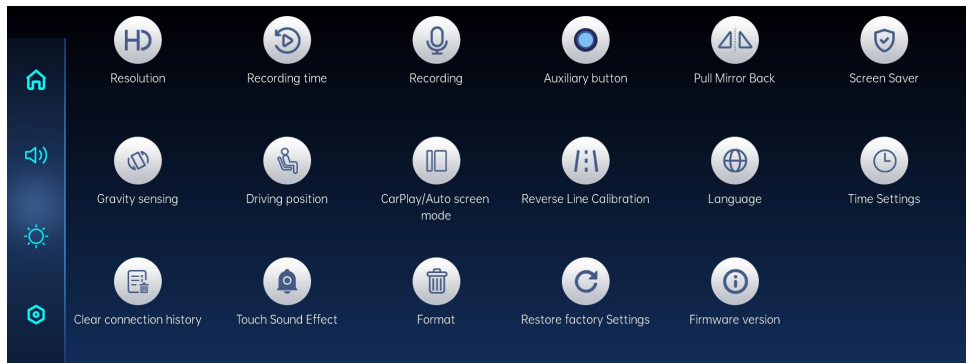 HD
Resolution
Recording time
Recording
Auxiliary button
Pull Mirror Back
Screen Saver
Gravity sensing
Driving position
CarPlay/Auto screen
mode
Reverse Line Calibration
Language
Time Settings
Clear connection history
Touch Sound Effect
Format
Restore factory Settings
Firmware version